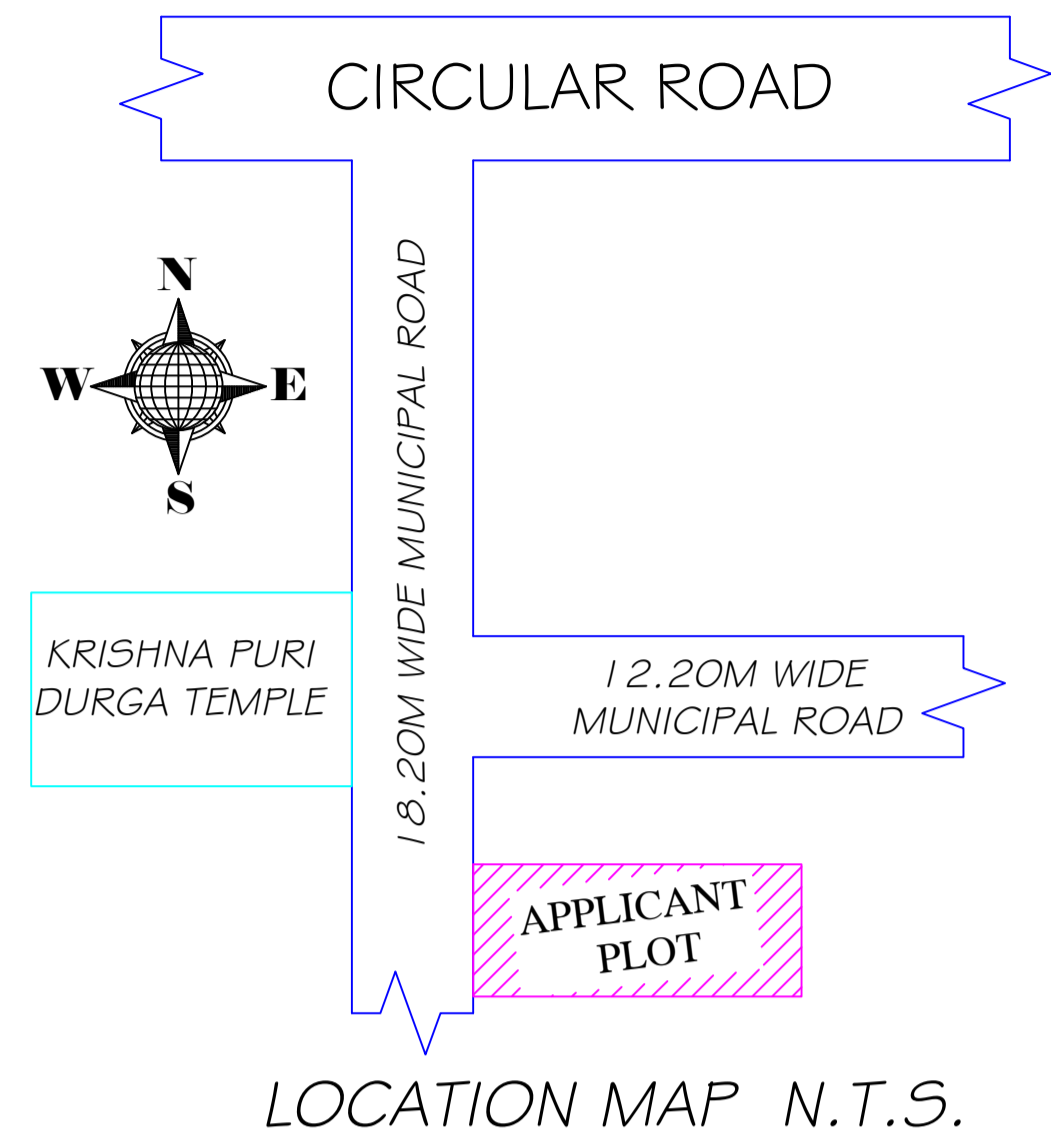 CIRCULAR ROAD
N
W
E
S
18.20M WIDE MUNICIPAL ROAD
KRISHNA PURI
DURGA TEMPLE
12.20M WIDE
MUNICIPAL ROAD
APPLICANT
PLOT
LOCATION MAP N.T.S.